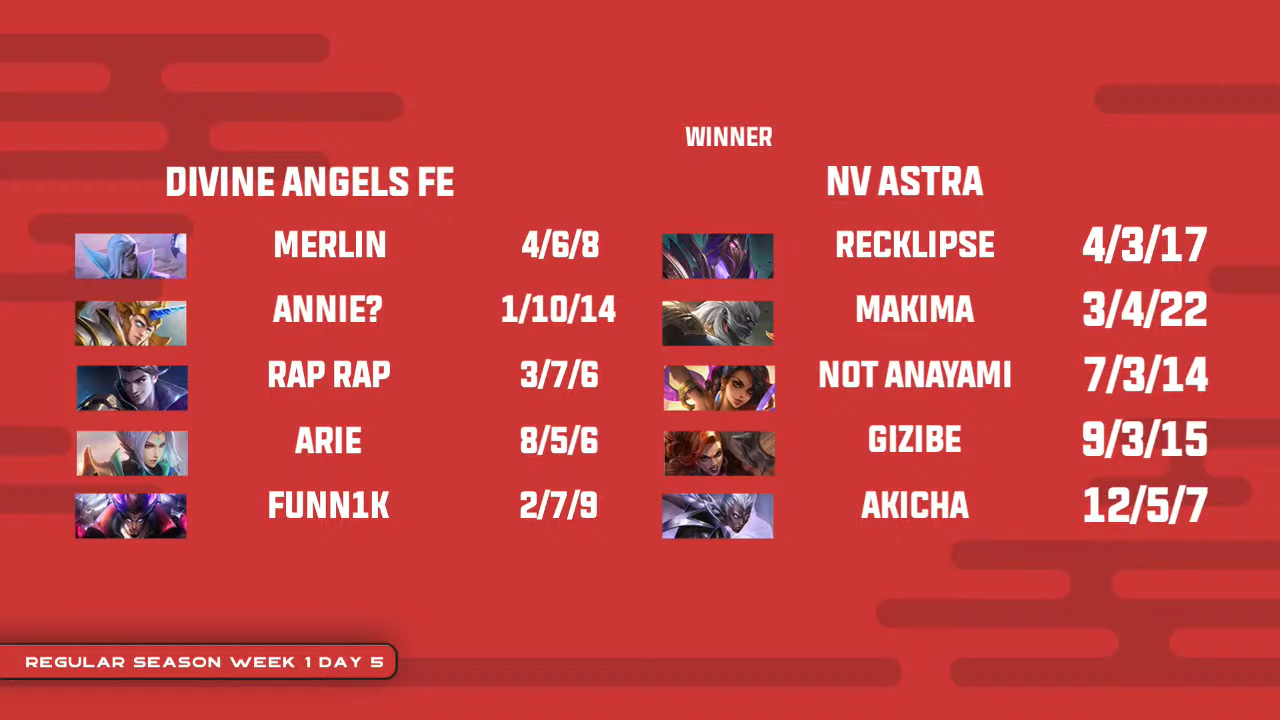 WINNER
DIVINE ANGELS FE
NV ASTRA
MERLIN 4/6/8
RECKLIPSE 4/3/17
ANNIE? 1/10/14
MAKIMA 3/4/22
RAP RAP 3/7/6
NOT ANAYAMI 7/3/14
ARIE 8/5/6
GIZIBE 9/3/15
FUNN1K 2/7/9
AKICHA 12/5/7
REGULAR SEASON WEEK 1 DAY 5